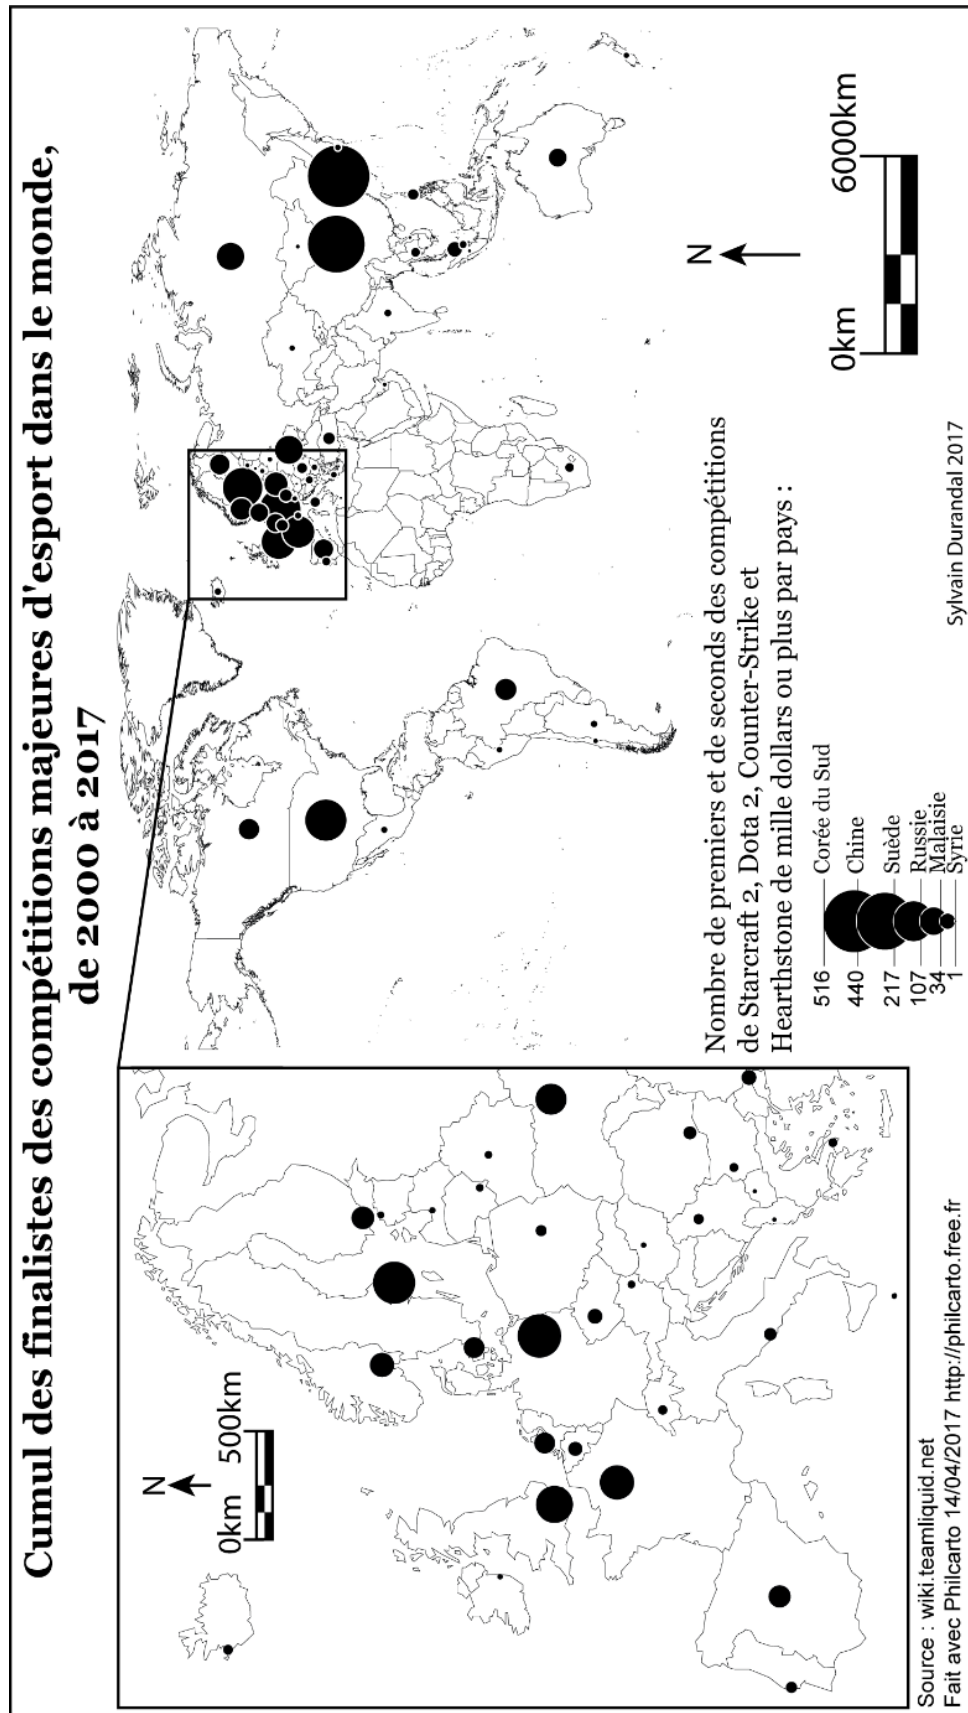 Cumul des finalistes des compétitions majeures d'esport dans le monde,
de 2000 à 2017
N
0km 500km
N
0km 6000km
Nombre de premiers et de seconds des compétitions
de Starcraft 2, Dota 2, Counter-Strike et
Hearthstone de mille dollars ou plus par pays :
516 Corée du Sud
440 Chine
217 Suède
107 Russie
34 Malaisie
1 Syrie
Source : wiki.teamliquid.net
Fait avec Philcarto 14/04/2017 http://philcarto.free.fr
Sylvain Durandal 2017